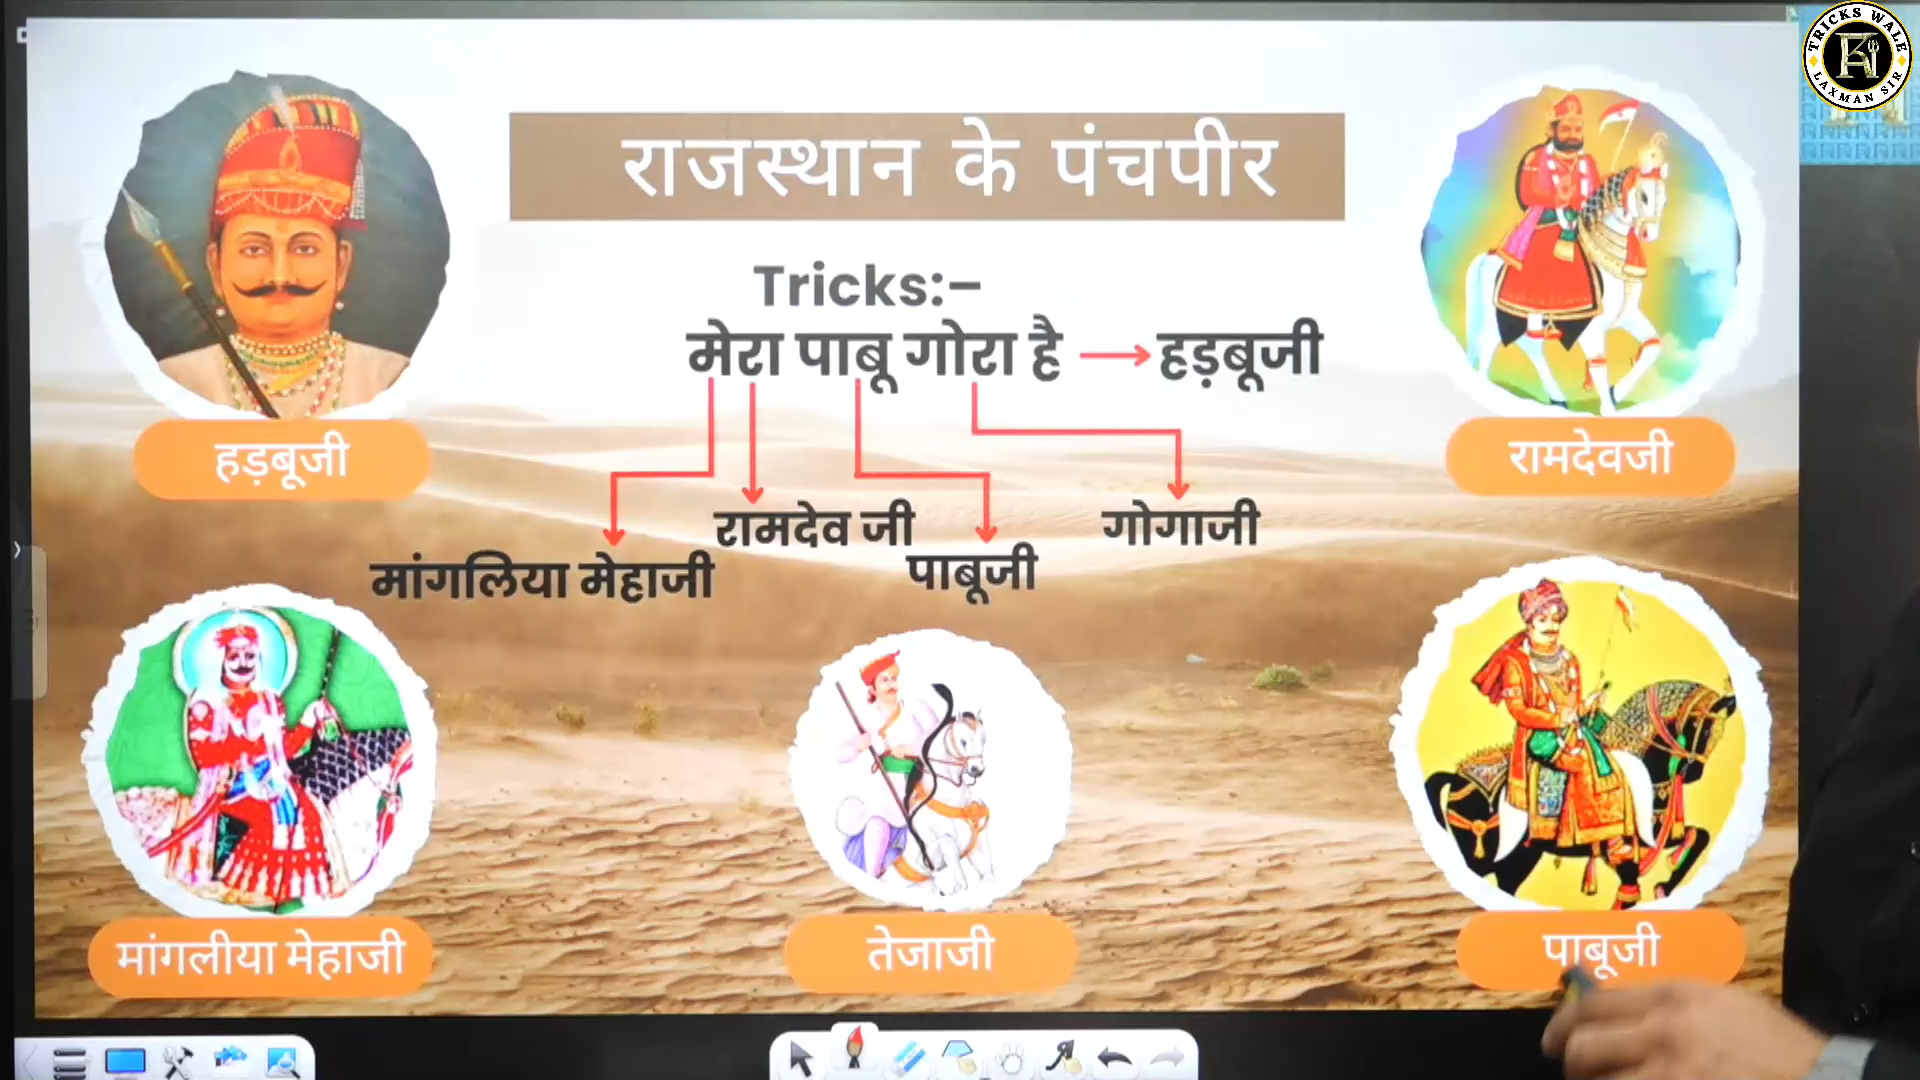 TRICKS WALE
LAXMAN SIR
राजस्थान के पंचपीर
Tricks:–
मेरा पाबू गोरा है → हड़बूजी
हड़बूजी
रामदेवजी
रामदेव जी
गोगाजी
मांगलिया मेहाजी
पाबूजी
मांगलीया मेहाजी
तेजाजी
पाबूजी